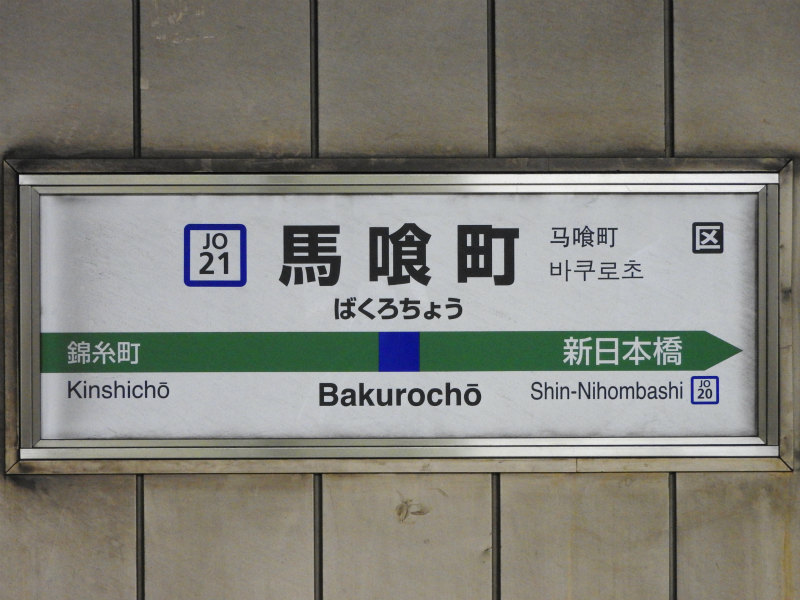 JO
21
馬喰町
马喰町
바쿠로초
区
ばくろちょう
錦糸町
新日本橋
Kinshichō
Bakurochō
Shin-Nihombashi
JO
20